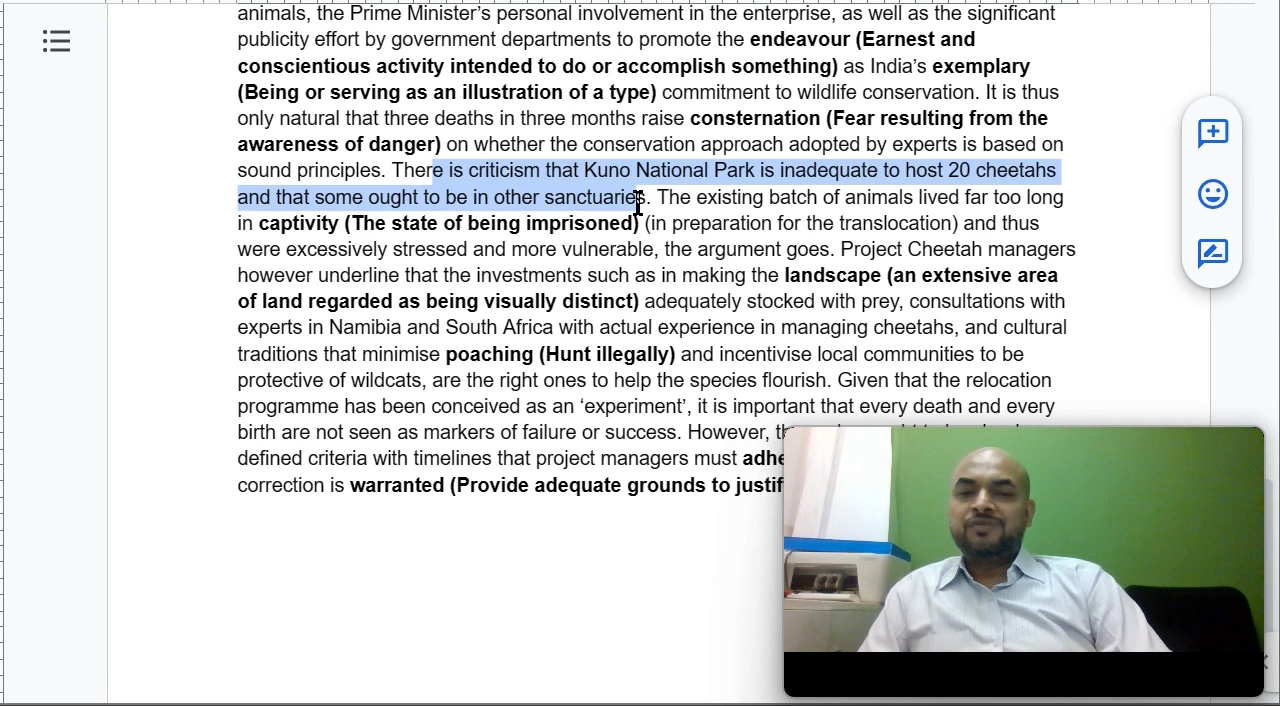 animals, the Prime Minister’s personal involvement in the enterprise, as well as the significant
publicity effort by government departments to promote the endeavour (Earnest and
conscientious activity intended to do or accomplish something) as India’s exemplary
(Being or serving as an illustration of a type) commitment to wildlife conservation. It is thus
only natural that three deaths in three months raise consternation (Fear resulting from the
awareness of danger) on whether the conservation approach adopted by experts is based on
sound principles. There is criticism that Kuno National Park is inadequate to host 20 cheetahs
and that some ought to be in other sanctuaries. The existing batch of animals lived far too long
in captivity (The state of being imprisoned) (in preparation for the translocation) and thus
were excessively stressed and more vulnerable, the argument goes. Project Cheetah managers
however underline that the investments such as in making the landscape (an extensive area
of land regarded as being visually distinct) adequately stocked with prey, consultations with
experts in Namibia and South Africa with actual experience in managing cheetahs, and cultural
traditions that minimise poaching (Hunt illegally) and incentivise local communities to be
protective of wildcats, are the right ones to help the species flourish. Given that the relocation
programme has been conceived as an ‘experiment’, it is important that every death and every
birth are not seen as markers of failure or success. However,
defined criteria with timelines that project managers must
correction is warranted (Provide adequate grounds to